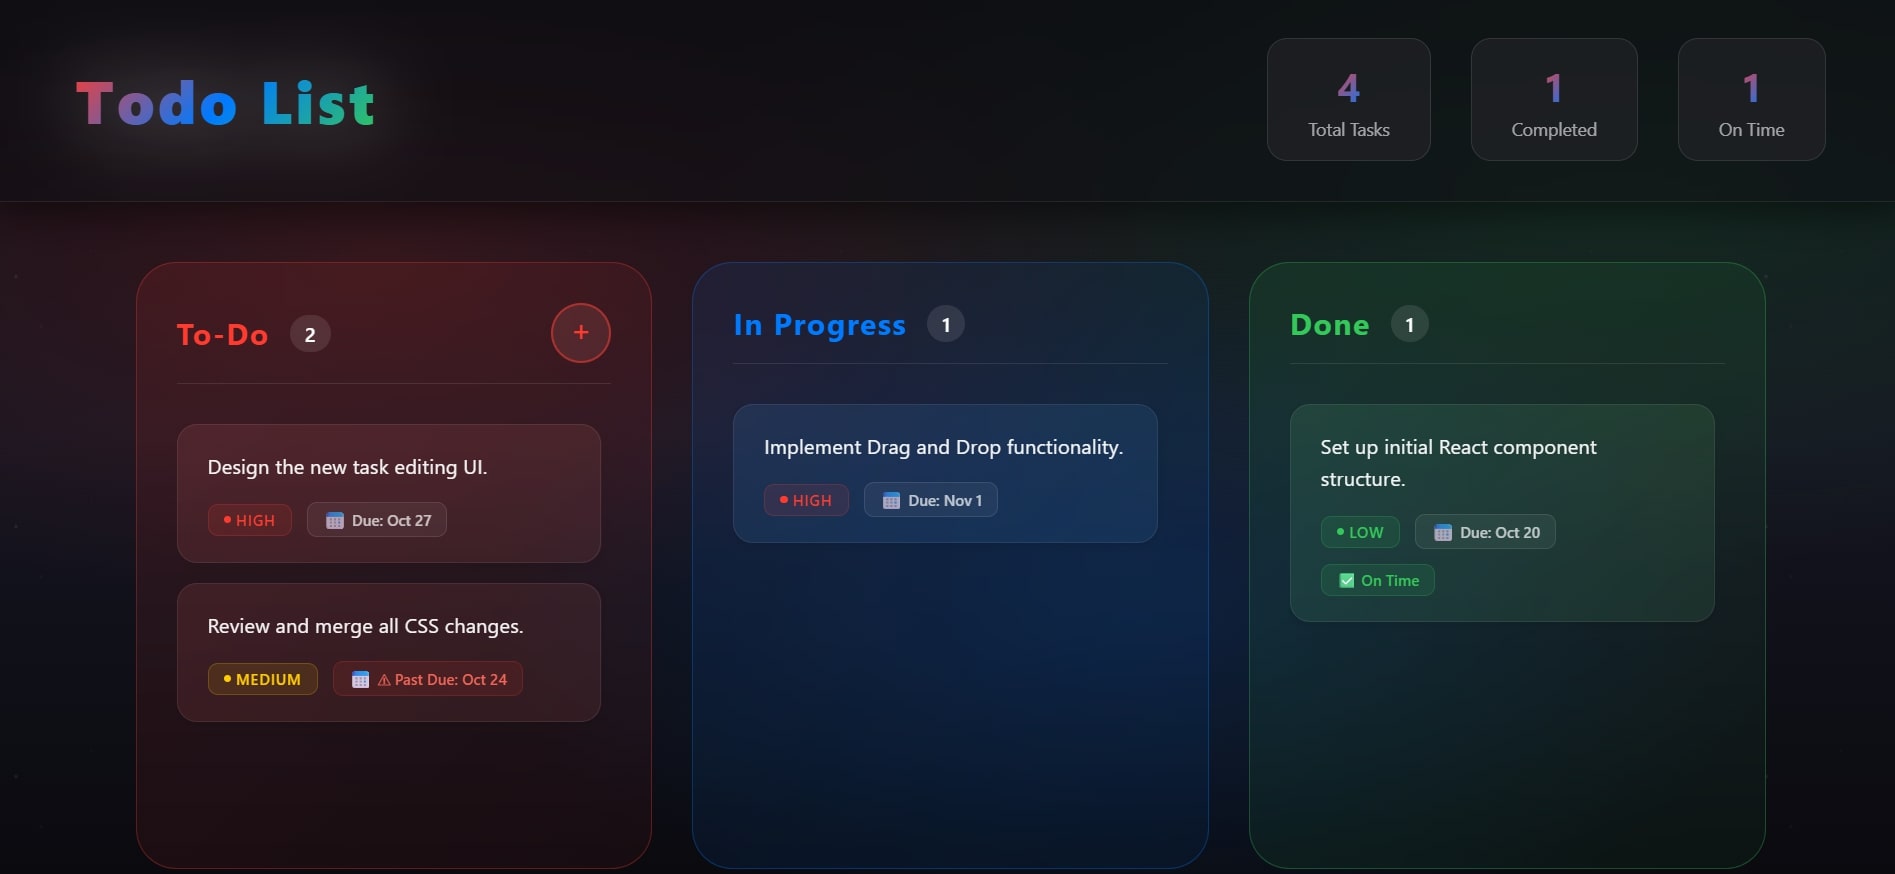 Todo List
4
Total Tasks
1
Completed
1
On Time
To-Do 2 +
Design the new task editing UI.
HIGH Due: Oct 27
Review and merge all CSS changes.
MEDIUM ⚠ Past Due: Oct 24
In Progress 1
Implement Drag and Drop functionality.
HIGH Due: Nov 1
Done 1
Set up initial React component
structure.
LOW Due: Oct 20
On Time